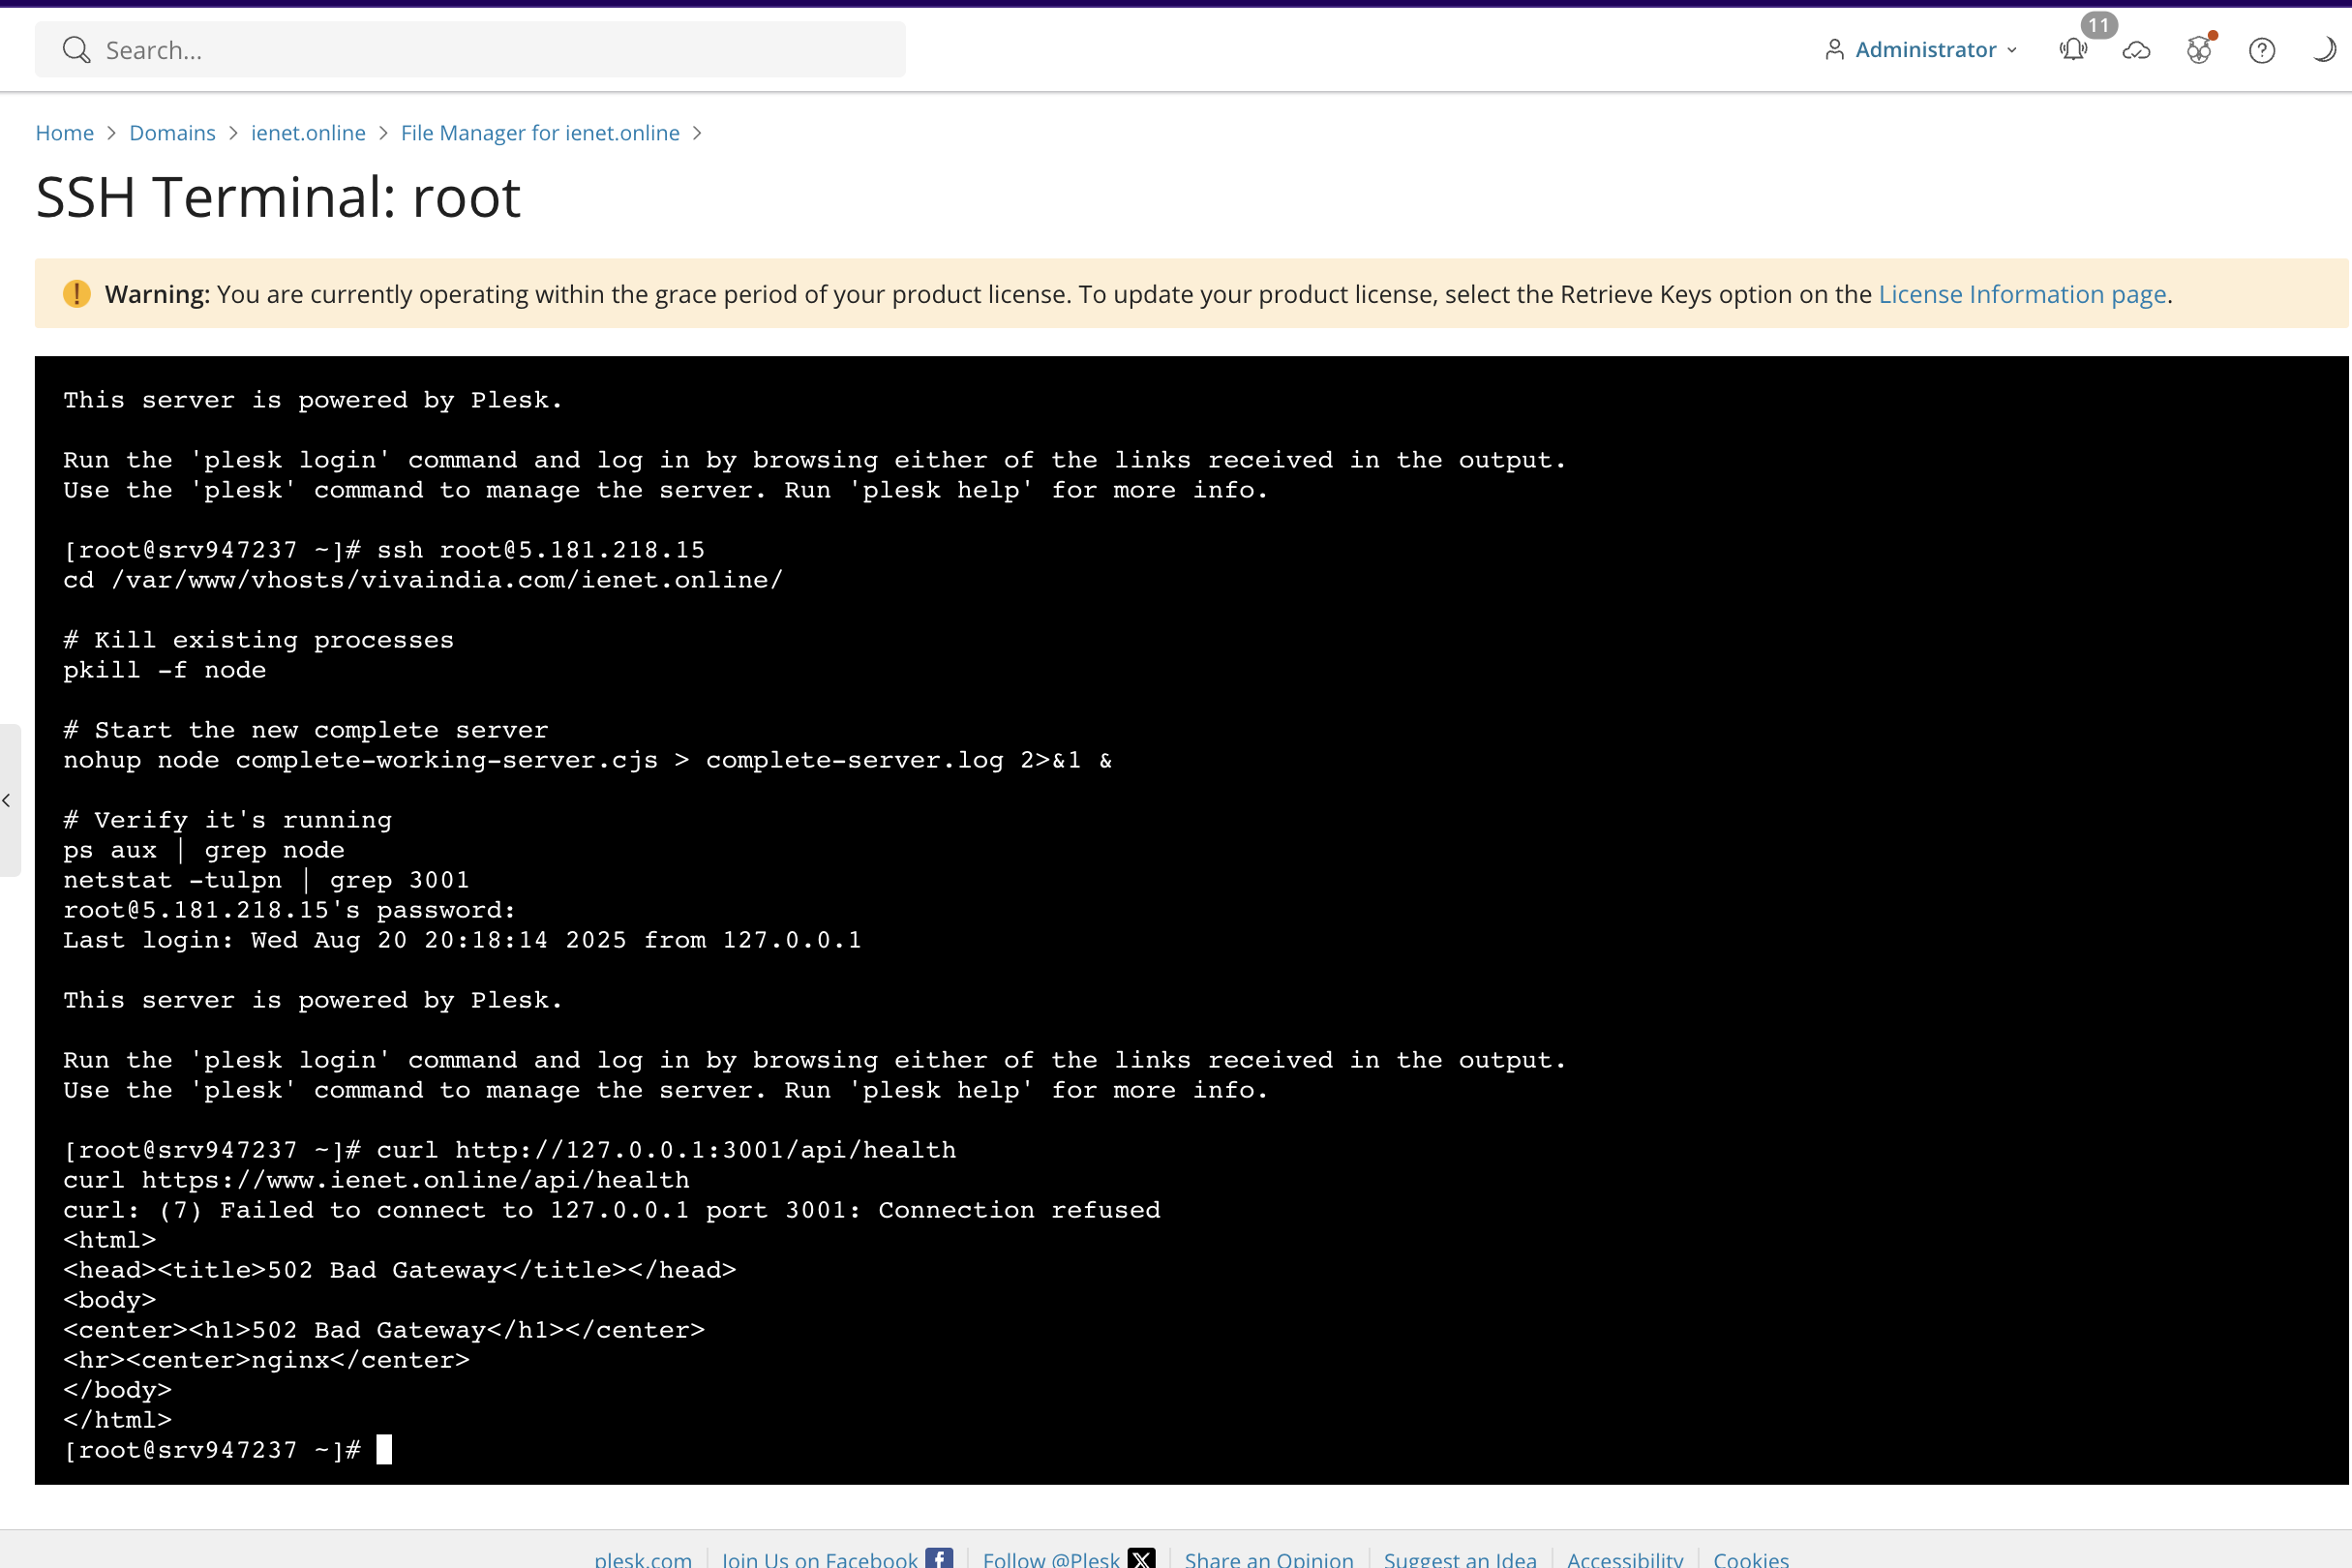 Search...
Administrator
11
Home > Domains > ienet.online > File Manager for ienet.online >
SSH Terminal: root
Warning: You are currently operating within the grace period of your product license. To update your product license, select the Retrieve Keys option on the License Information page.
This server is powered by Plesk.
Run the 'plesk login' command and log in by browsing either of the links received in the output.
Use the 'plesk' command to manage the server. Run 'plesk help' for more info.
[root@srv947237 ~]# ssh root@5.181.218.15
cd /var/www/vhosts/vivaindia.com/ienet.online/
# Kill existing processes
pkill -f node
# Start the new complete server
nohup node complete-working-server.cjs > complete-server.log 2>&1 &
# Verify it's running
ps aux | grep node
netstat -tulpn | grep 3001
root@5.181.218.15's password:
Last login: Wed Aug 20 20:18:14 2025 from 127.0.0.1
This server is powered by Plesk.
Run the 'plesk login' command and log in by browsing either of the links received in the output.
Use the 'plesk' command to manage the server. Run 'plesk help' for more info.
[root@srv947237 ~]# curl http://127.0.0.1:3001/api/health
curl https://www.ienet.online/api/health
curl: (7) Failed to connect to 127.0.0.1 port 3001: Connection refused
<html>
<head><title>502 Bad Gateway</title></head>
<body>
<center><h1>502 Bad Gateway</h1></center>
<hr><center>nginx</center>
</body>
</html>
[root@srv947237 ~]#
plesk.com | Join Us on Facebook | Follow @Plesk | Share an Opinion | Suggest an Idea | Accessibility | Cookies